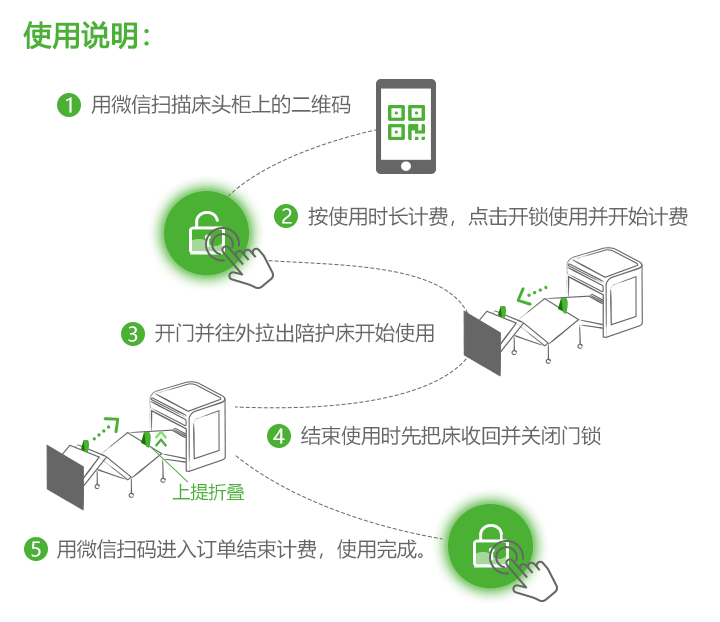 使用说明：
1 用微信扫描床头柜上的二维码
2 按使用时长计费，点击开锁使用并开始计费
3 开门并往外拉出陪护床开始使用
4 结束使用时先把床收回并关闭门锁
上提折叠
5 用微信扫码进入订单结束计费，使用完成。